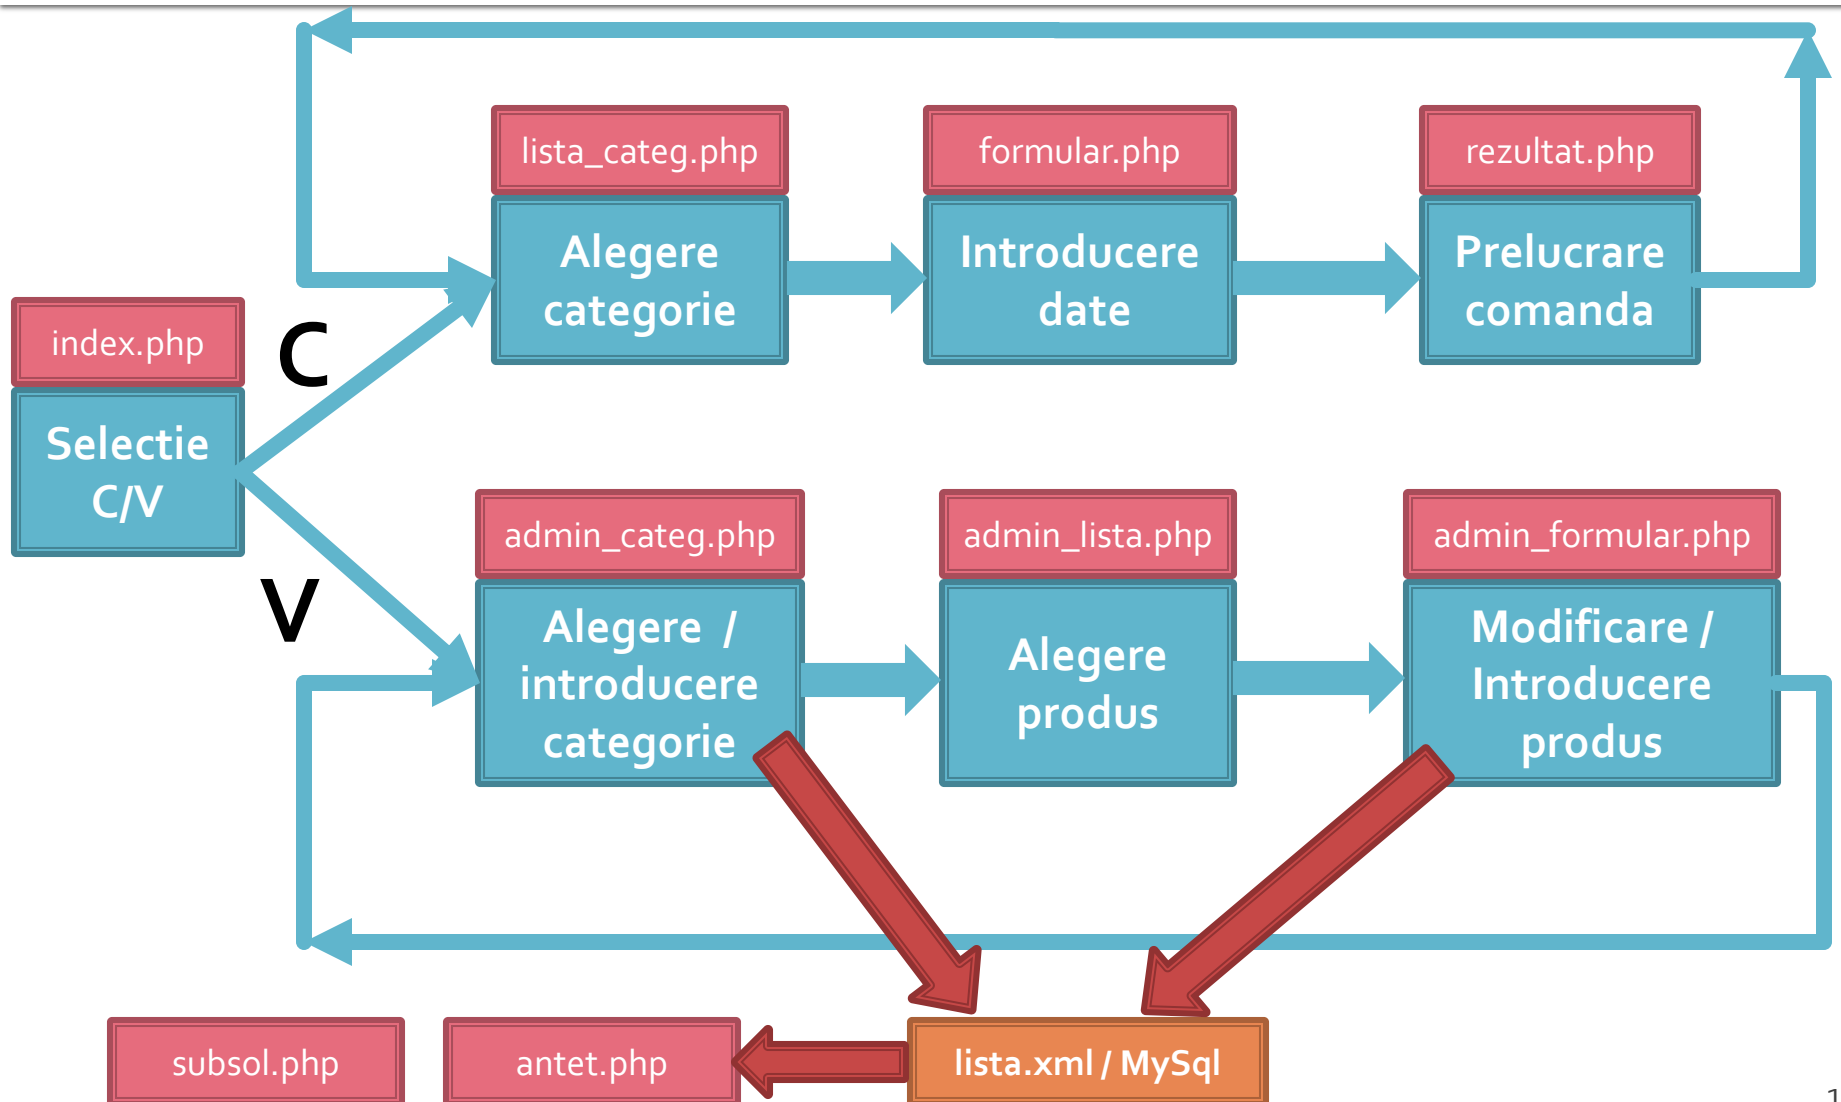 lista_categ.php
formular.php
rezultat.php
Alegere
categorie
Introducere
date
Prelucrare
comanda
index.php
C
Selectie
C/V
V
admin_categ.php
admin_lista.php
admin_formular.php
Alegere /
introducere
categorie
Alegere
produs
Modificare /
Introducere
produs
subsol.php
antet.php
lista.xml / MySql